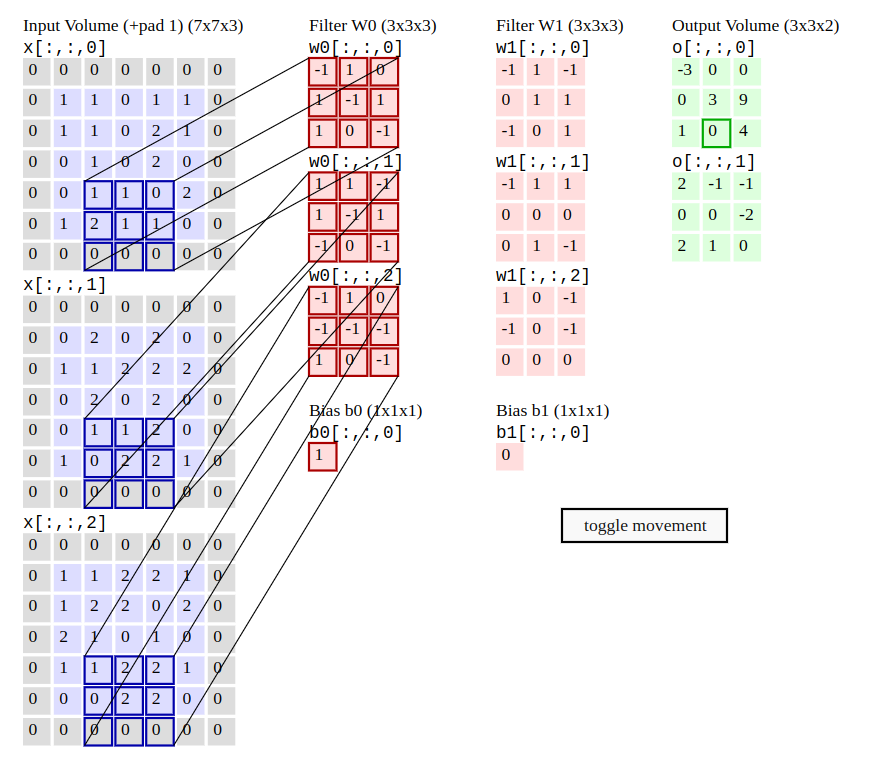 Input Volume (+pad 1) (7x7x3)
x[:,:,0]
0 0 0 0 0 0 0
0 1 1 0 1 1 0
0 1 1 0 2 1 0
0 0 1 0 2 0 0
0 0 1 1 0 2 0
0 1 2 1 1 0 0
0 0 0 0 0 0 0
x[:,:,1]
0 0 0 0 0 0 0
0 0 2 0 2 0 0
0 1 1 2 2 2 0
0 0 2 0 2 0 0
0 0 1 1 2 0 0
0 1 0 2 2 1 0
0 0 0 0 0 0 0
x[:,:,2]
0 0 0 0 0 0 0
0 1 1 2 2 1 0
0 1 2 2 0 2 0
0 2 1 0 1 0 0
0 1 1 2 2 1 0
0 0 0 2 2 0 0
0 0 0 0 0 0 0
Filter W0 (3x3x3)
w0[:,:,0]
-1 1 0
1 -1 1
1 0 -1
w0[:,:,1]
1 1 -1
1 -1 1
-1 0 -1
w0[:,:,2]
-1 1 0
-1 -1 -1
1 0 -1
Bias b0 (1x1x1)
b0[:,:,0]
1
Filter W1 (3x3x3)
w1[:,:,0]
-1 1 -1
0 1 1
-1 0 1
w1[:,:,1]
-1 1 1
0 0 0
0 1 -1
w1[:,:,2]
1 0 -1
-1 0 -1
0 0 0
Bias b1 (1x1x1)
b1[:,:,0]
0
Output Volume (3x3x2)
o[:,:,0]
-3 0 0
0 3 9
1 0 4
o[:,:,1]
2 -1 -1
0 0 -2
2 1 0
toggle movement